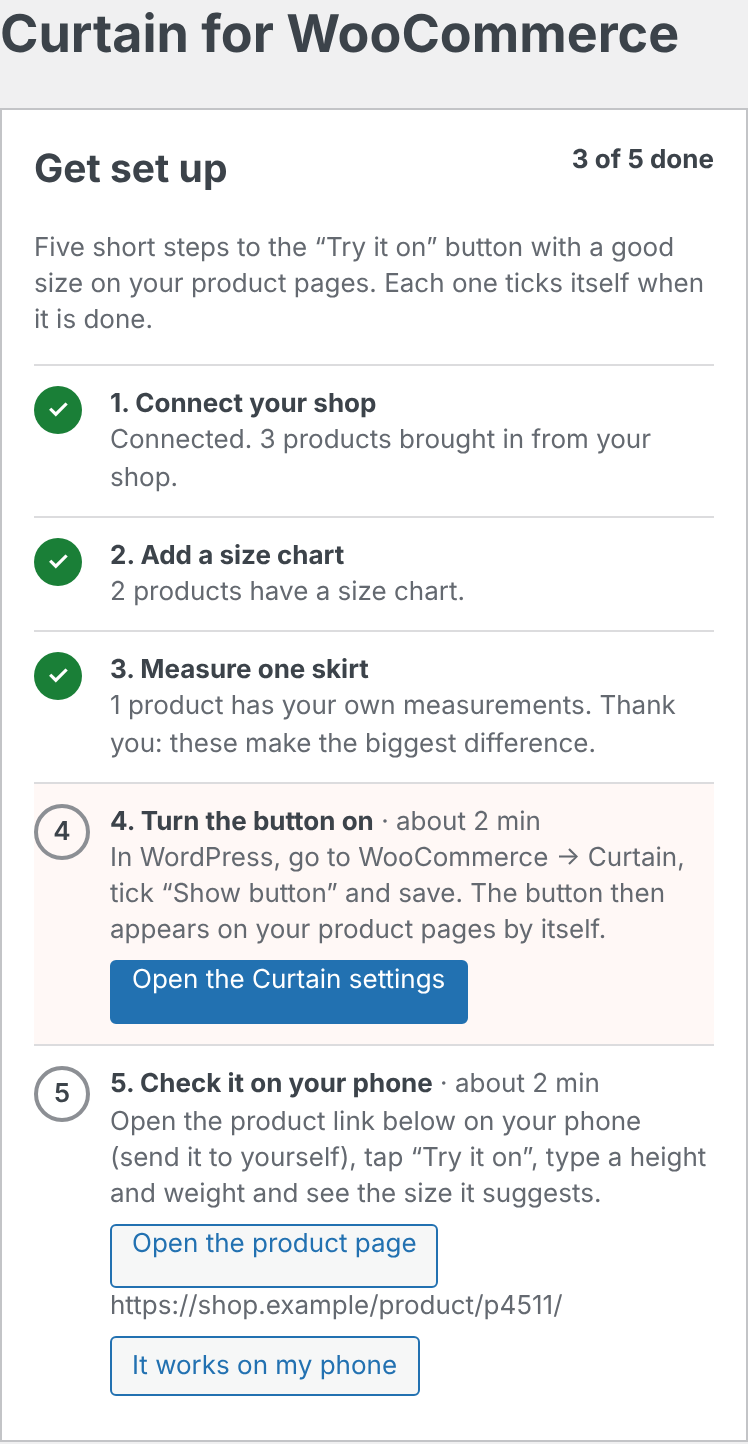 Curtain for WooCommerce
Get set up
3 of 5 done
Five short steps to the “Try it on” button with a good
size on your product pages. Each one ticks itself when
it is done.
1. Connect your shop
Connected. 3 products brought in from your
shop.
2. Add a size chart
2 products have a size chart.
3. Measure one skirt
1 product has your own measurements. Thank
you: these make the biggest difference.
4
4. Turn the button on · about 2 min
In WordPress, go to WooCommerce → Curtain,
tick “Show button” and save. The button then
appears on your product pages by itself.
Open the Curtain settings
5
5. Check it on your phone · about 2 min
Open the product link below on your phone
(send it to yourself), tap “Try it on”, type a height
and weight and see the size it suggests.
Open the product page
https://shop.example/product/p4511/
It works on my phone